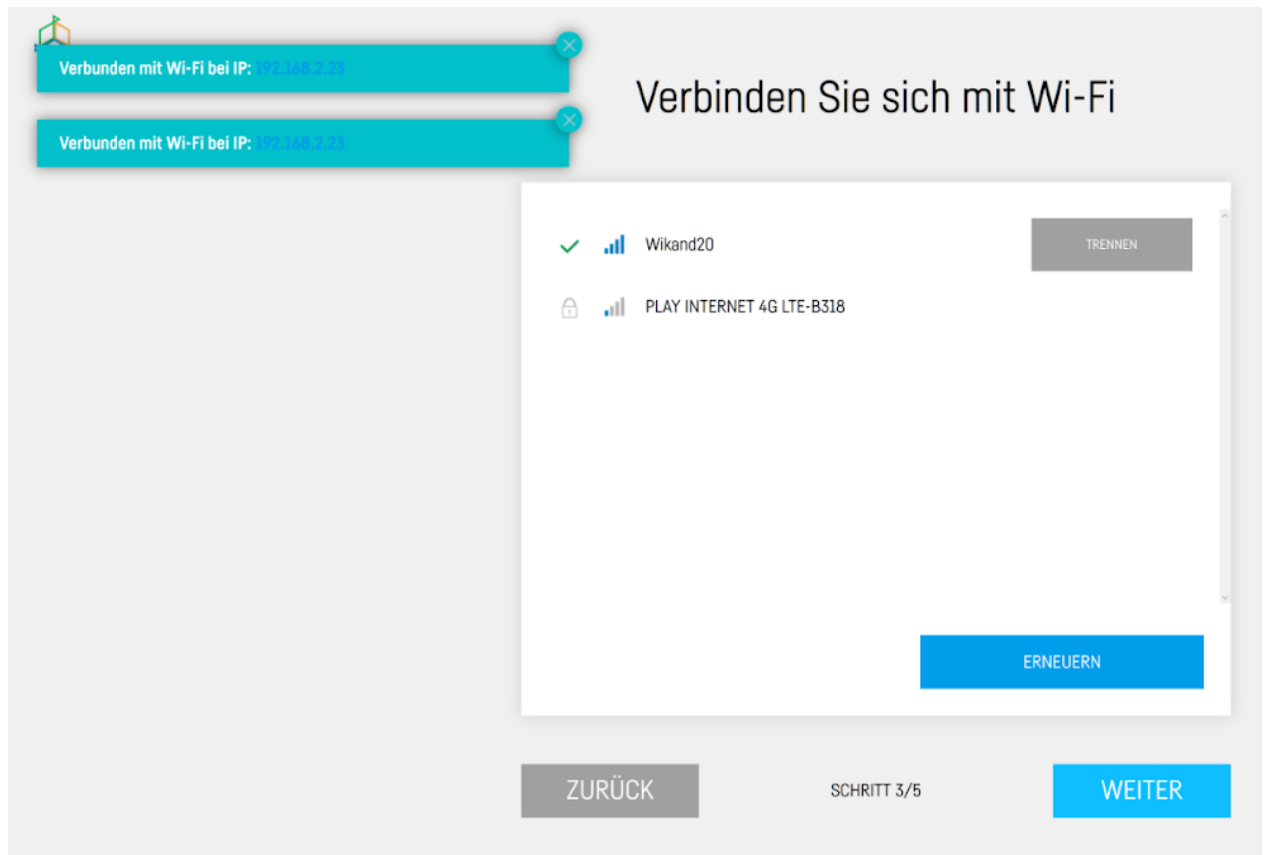 Verbunden mit Wi-Fi bei IP: 192.168.2.23
Verbunden mit Wi-Fi bei IP: 192.168.2.23
Verbinden Sie sich mit Wi-Fi
Wikand20
TRENNEN
PLAY INTERNET 4G LTE-B318
ERNEUERN
ZURÜCK
SCHRITT 3/5
WEITER